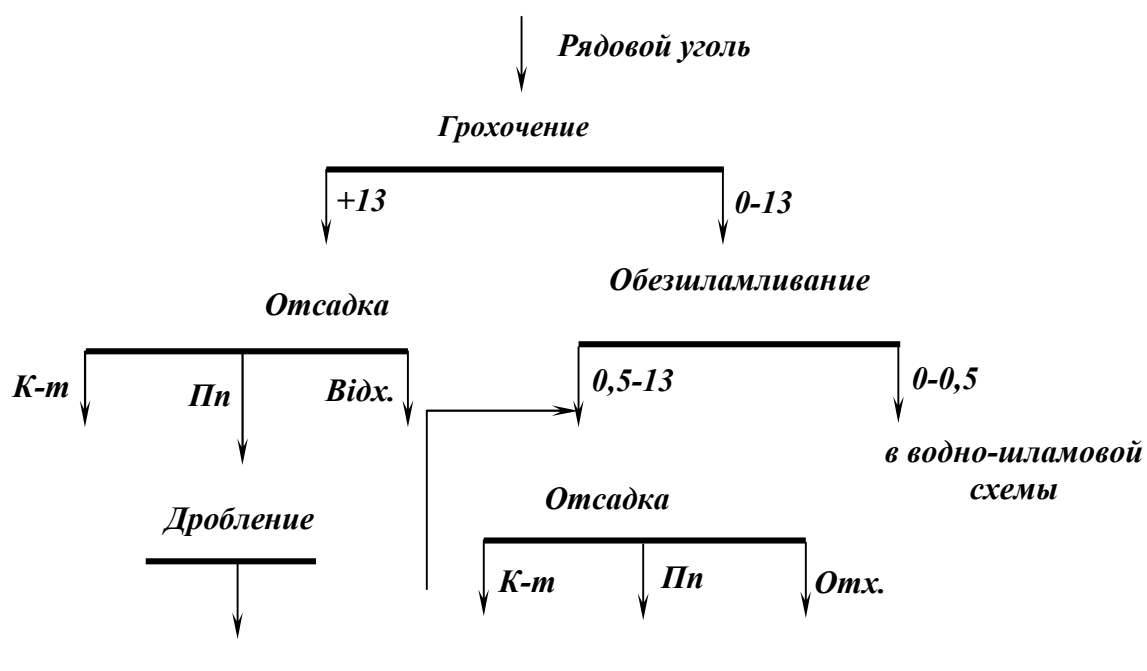 Рядовой уголь
Грохочение
+13
0-13
Обезшламливание
Отсадка
К-т
Пп
Відх.
0,5-13
0-0,5
в водно-шламовой
схемы
Отсадка
Дробление
К-т
Пп
Отх.